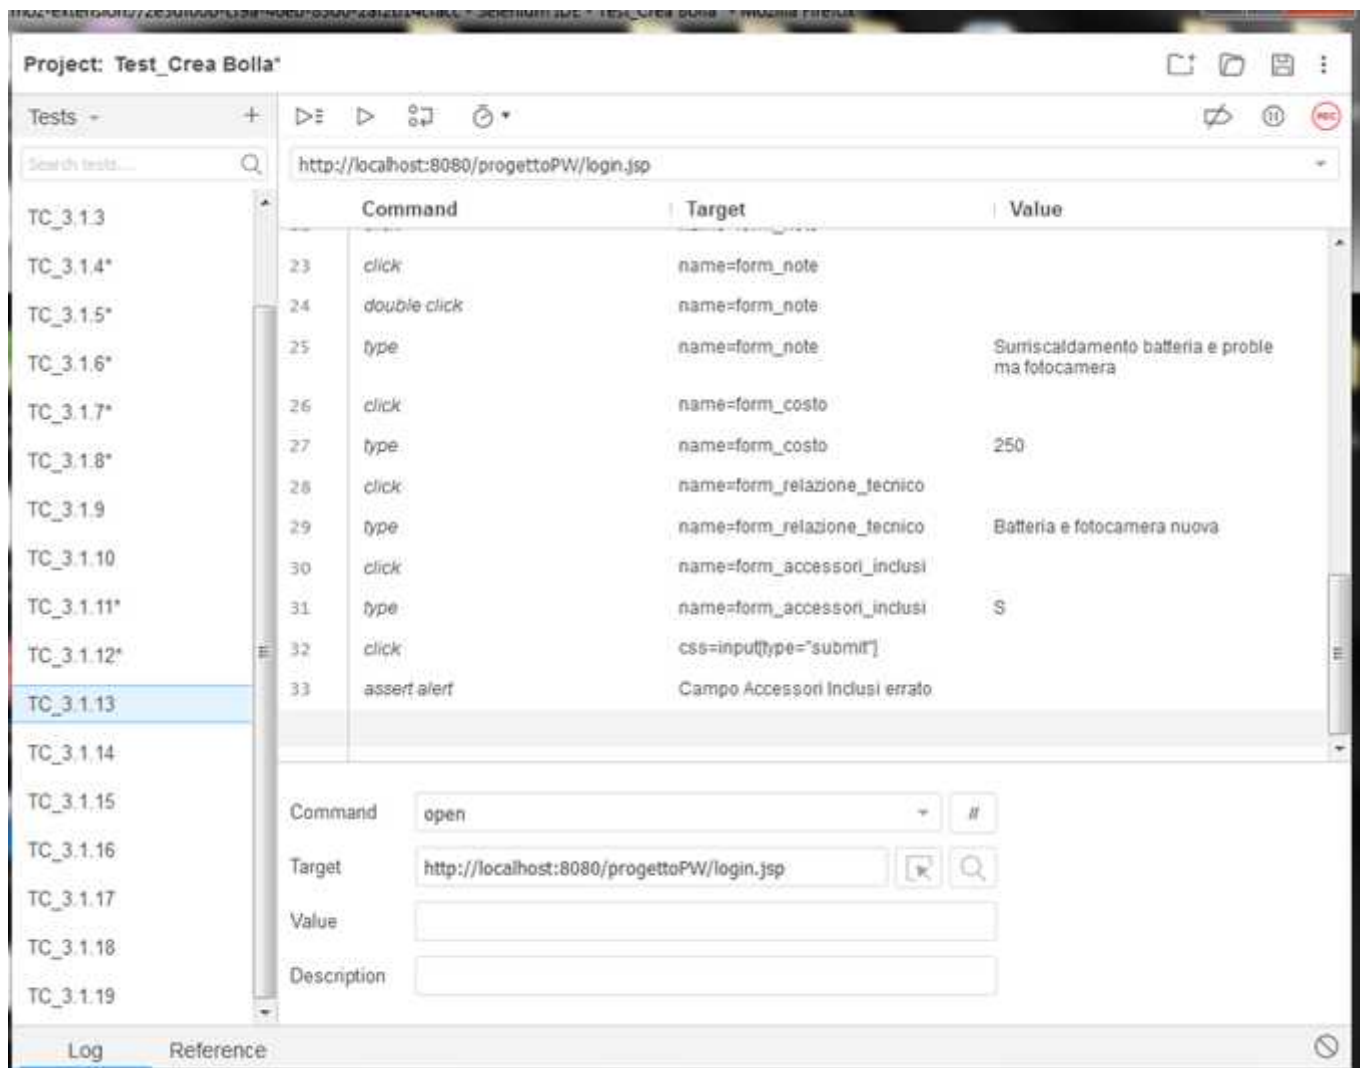 Project: Test_Crea Bolla*
Tests
Search tests...
http://localhost:8080/progettoPW/login.jsp
Command Target Value
23 click name=form_note
24 double click name=form_note
25 type name=form_note Surriscaldamento batteria e proble
ma fotocamera
26 click name=form_costo
27 type name=form_costo 250
28 click name=form_relazione_tecnico
29 type name=form_relazione_tecnico Batteria e fotocamera nuova
30 click name=form_accessori_inclusi
31 type name=form_accessori_inclusi S
32 click css=input[type="submit"]
33 assert alert Campo Accessori Inclusi errato
TC_3.1.3
TC_3.1.4*
TC_3.1.5*
TC_3.1.6*
TC_3.1.7*
TC_3.1.8*
TC_3.1.9
TC_3.1.10
TC_3.1.11*
TC_3.1.12*
TC_3.1.13
TC_3.1.14
TC_3.1.15
TC_3.1.16
TC_3.1.17
TC_3.1.18
TC_3.1.19
Command open //
Target http://localhost:8080/progettoPW/login.jsp
Value
Description
Log Reference
REC